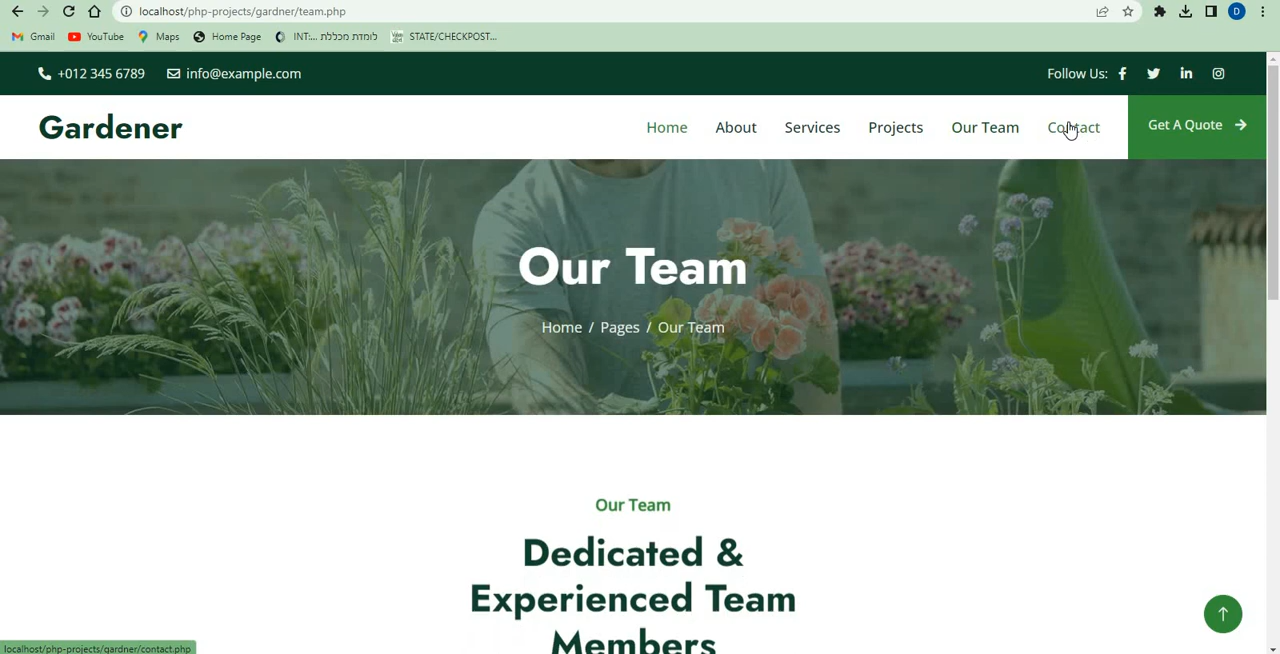 localhost/php-projects/gardner/team.php
D
Gmail YouTube Maps Home Page INT:... לומדת מכללת STATE/CHECKPOST...
+012 345 6789 info@example.com Follow Us:
Gardener Home About Services Projects Our Team Contact Get A Quote
Our Team
Home / Pages / Our Team
Our Team
Dedicated &
Experienced Team
Members
localhost/php-projects/gardner/contact.php